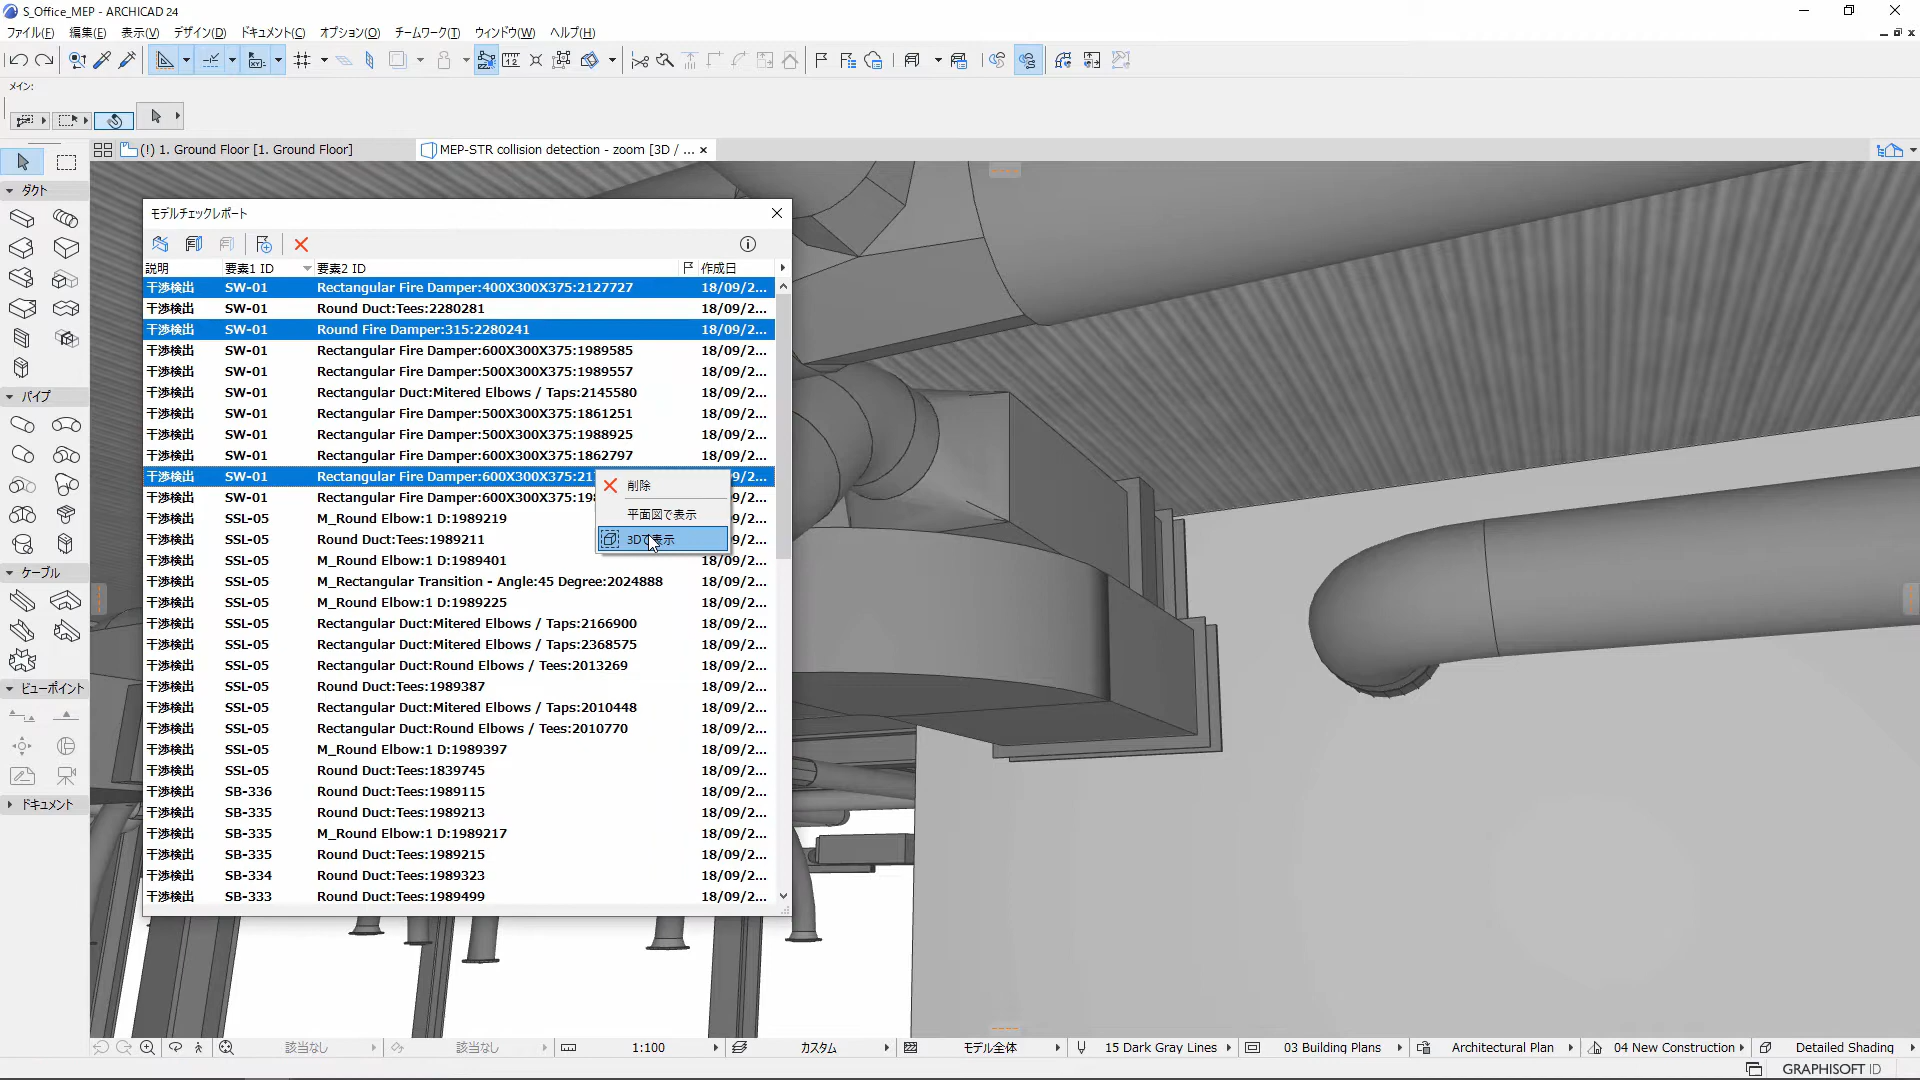 S_Office_MEP - ARCHICAD 24
ファイル(F) 編集(E) 表示(V) デザイン(D) ドキュメント(C) オプション(O) チームワーク(T) ウィンドウ(W) ヘルプ(H)
メイン:
(!) 1. Ground Floor [1. Ground Floor]
MEP-STR collision detection - zoom [3D / ...
ダクト
パイプ
ケーブル
ビューポイント
ドキュメント
モデルチェックレポート
説明 要素1 ID 要素2 ID 作成日
干渉検出 SW-01 Rectangular Fire Damper:400X300X375:2127727 18/09/2...
干渉検出 SW-01 Round Duct:Tees:2280281 18/09/2...
干渉検出 SW-01 Round Fire Damper:315:2280241 18/09/2...
干渉検出 SW-01 Rectangular Fire Damper:600X300X375:1989585 18/09/2...
干渉検出 SW-01 Rectangular Fire Damper:500X300X375:1989557 18/09/2...
干渉検出 SW-01 Rectangular Duct:Mitered Elbows / Taps:2145580 18/09/2...
干渉検出 SW-01 Rectangular Fire Damper:500X300X375:1861251 18/09/2...
干渉検出 SW-01 Rectangular Fire Damper:500X300X375:1988925 18/09/2...
干渉検出 SW-01 Rectangular Fire Damper:600X300X375:1862797 18/09/2...
干渉検出 SW-01 Rectangular Fire Damper:600X300X375:21 9/2...
干渉検出 SW-01 Rectangular Fire Damper:600X300X375:198 9/2...
干渉検出 SSL-05 M_Round Elbow:1 D:1989219 9/2...
干渉検出 SSL-05 Round Duct:Tees:1989211 9/2...
干渉検出 SSL-05 M_Round Elbow:1 D:1989401 18/09/2...
干渉検出 SSL-05 M_Rectangular Transition - Angle:45 Degree:2024888 18/09/2...
干渉検出 SSL-05 M_Round Elbow:1 D:1989225 18/09/2...
干渉検出 SSL-05 Rectangular Duct:Mitered Elbows / Taps:2166900 18/09/2...
干渉検出 SSL-05 Rectangular Duct:Mitered Elbows / Taps:2368575 18/09/2...
干渉検出 SSL-05 Rectangular Duct:Round Elbows / Tees:2013269 18/09/2...
干渉検出 SSL-05 Round Duct:Tees:1989387 18/09/2...
干渉検出 SSL-05 Rectangular Duct:Mitered Elbows / Taps:2010448 18/09/2...
干渉検出 SSL-05 Rectangular Duct:Round Elbows / Tees:2010770 18/09/2...
干渉検出 SSL-05 M_Round Elbow:1 D:1989397 18/09/2...
干渉検出 SSL-05 Round Duct:Tees:1839745 18/09/2...
干渉検出 SB-336 Round Duct:Tees:1989115 18/09/2...
干渉検出 SB-335 Round Duct:Tees:1989213 18/09/2...
干渉検出 SB-335 M_Round Elbow:1 D:1989217 18/09/2...
干渉検出 SB-335 Round Duct:Tees:1989215 18/09/2...
干渉検出 SB-334 Round Duct:Tees:1989323 18/09/2...
干渉検出 SB-333 Round Duct:Tees:1989499 18/09/2...
削除
平面図で表示
3Dで表示
該当なし 該当なし 1:100 カスタム モデル全体 15 Dark Gray Lines 03 Building Plans Architectural Plan 04 New Construction Detailed Shading
GRAPHISOFT ID